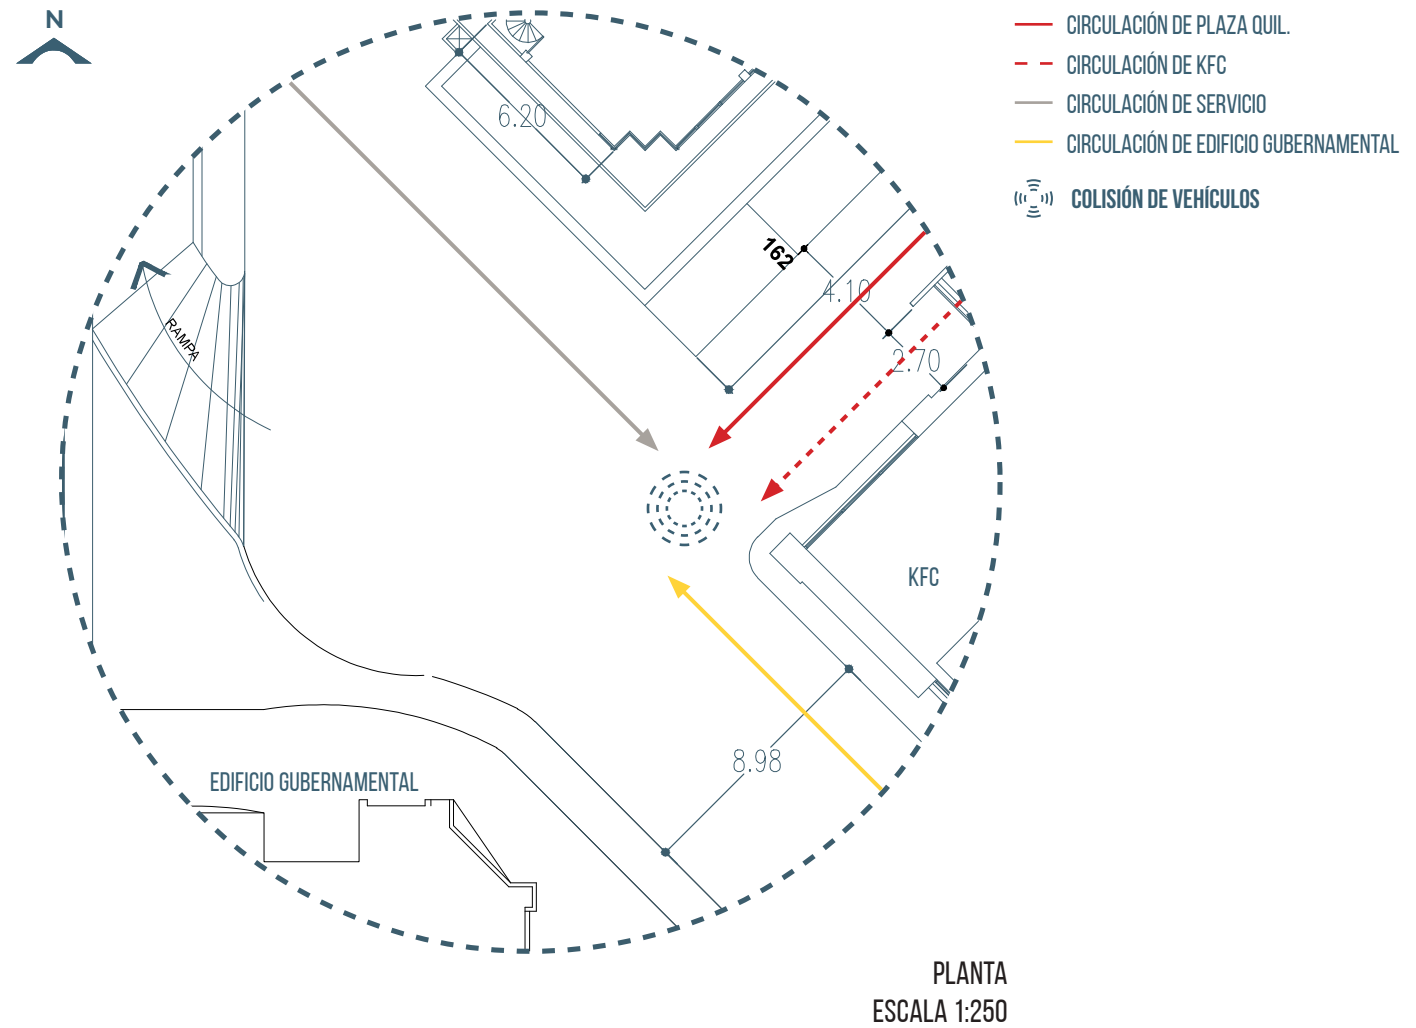 N
CIRCULACIÓN DE PLAZA QUIL.
CIRCULACIÓN DE KFC
CIRCULACIÓN DE SERVICIO
CIRCULACIÓN DE EDIFICIO GUBERNAMENTAL
COLISIÓN DE VEHÍCULOS
6.20
162
4.10
2.70
RAMPA
KFC
8.98
EDIFICIO GUBERNAMENTAL
PLANTA
ESCALA 1:250